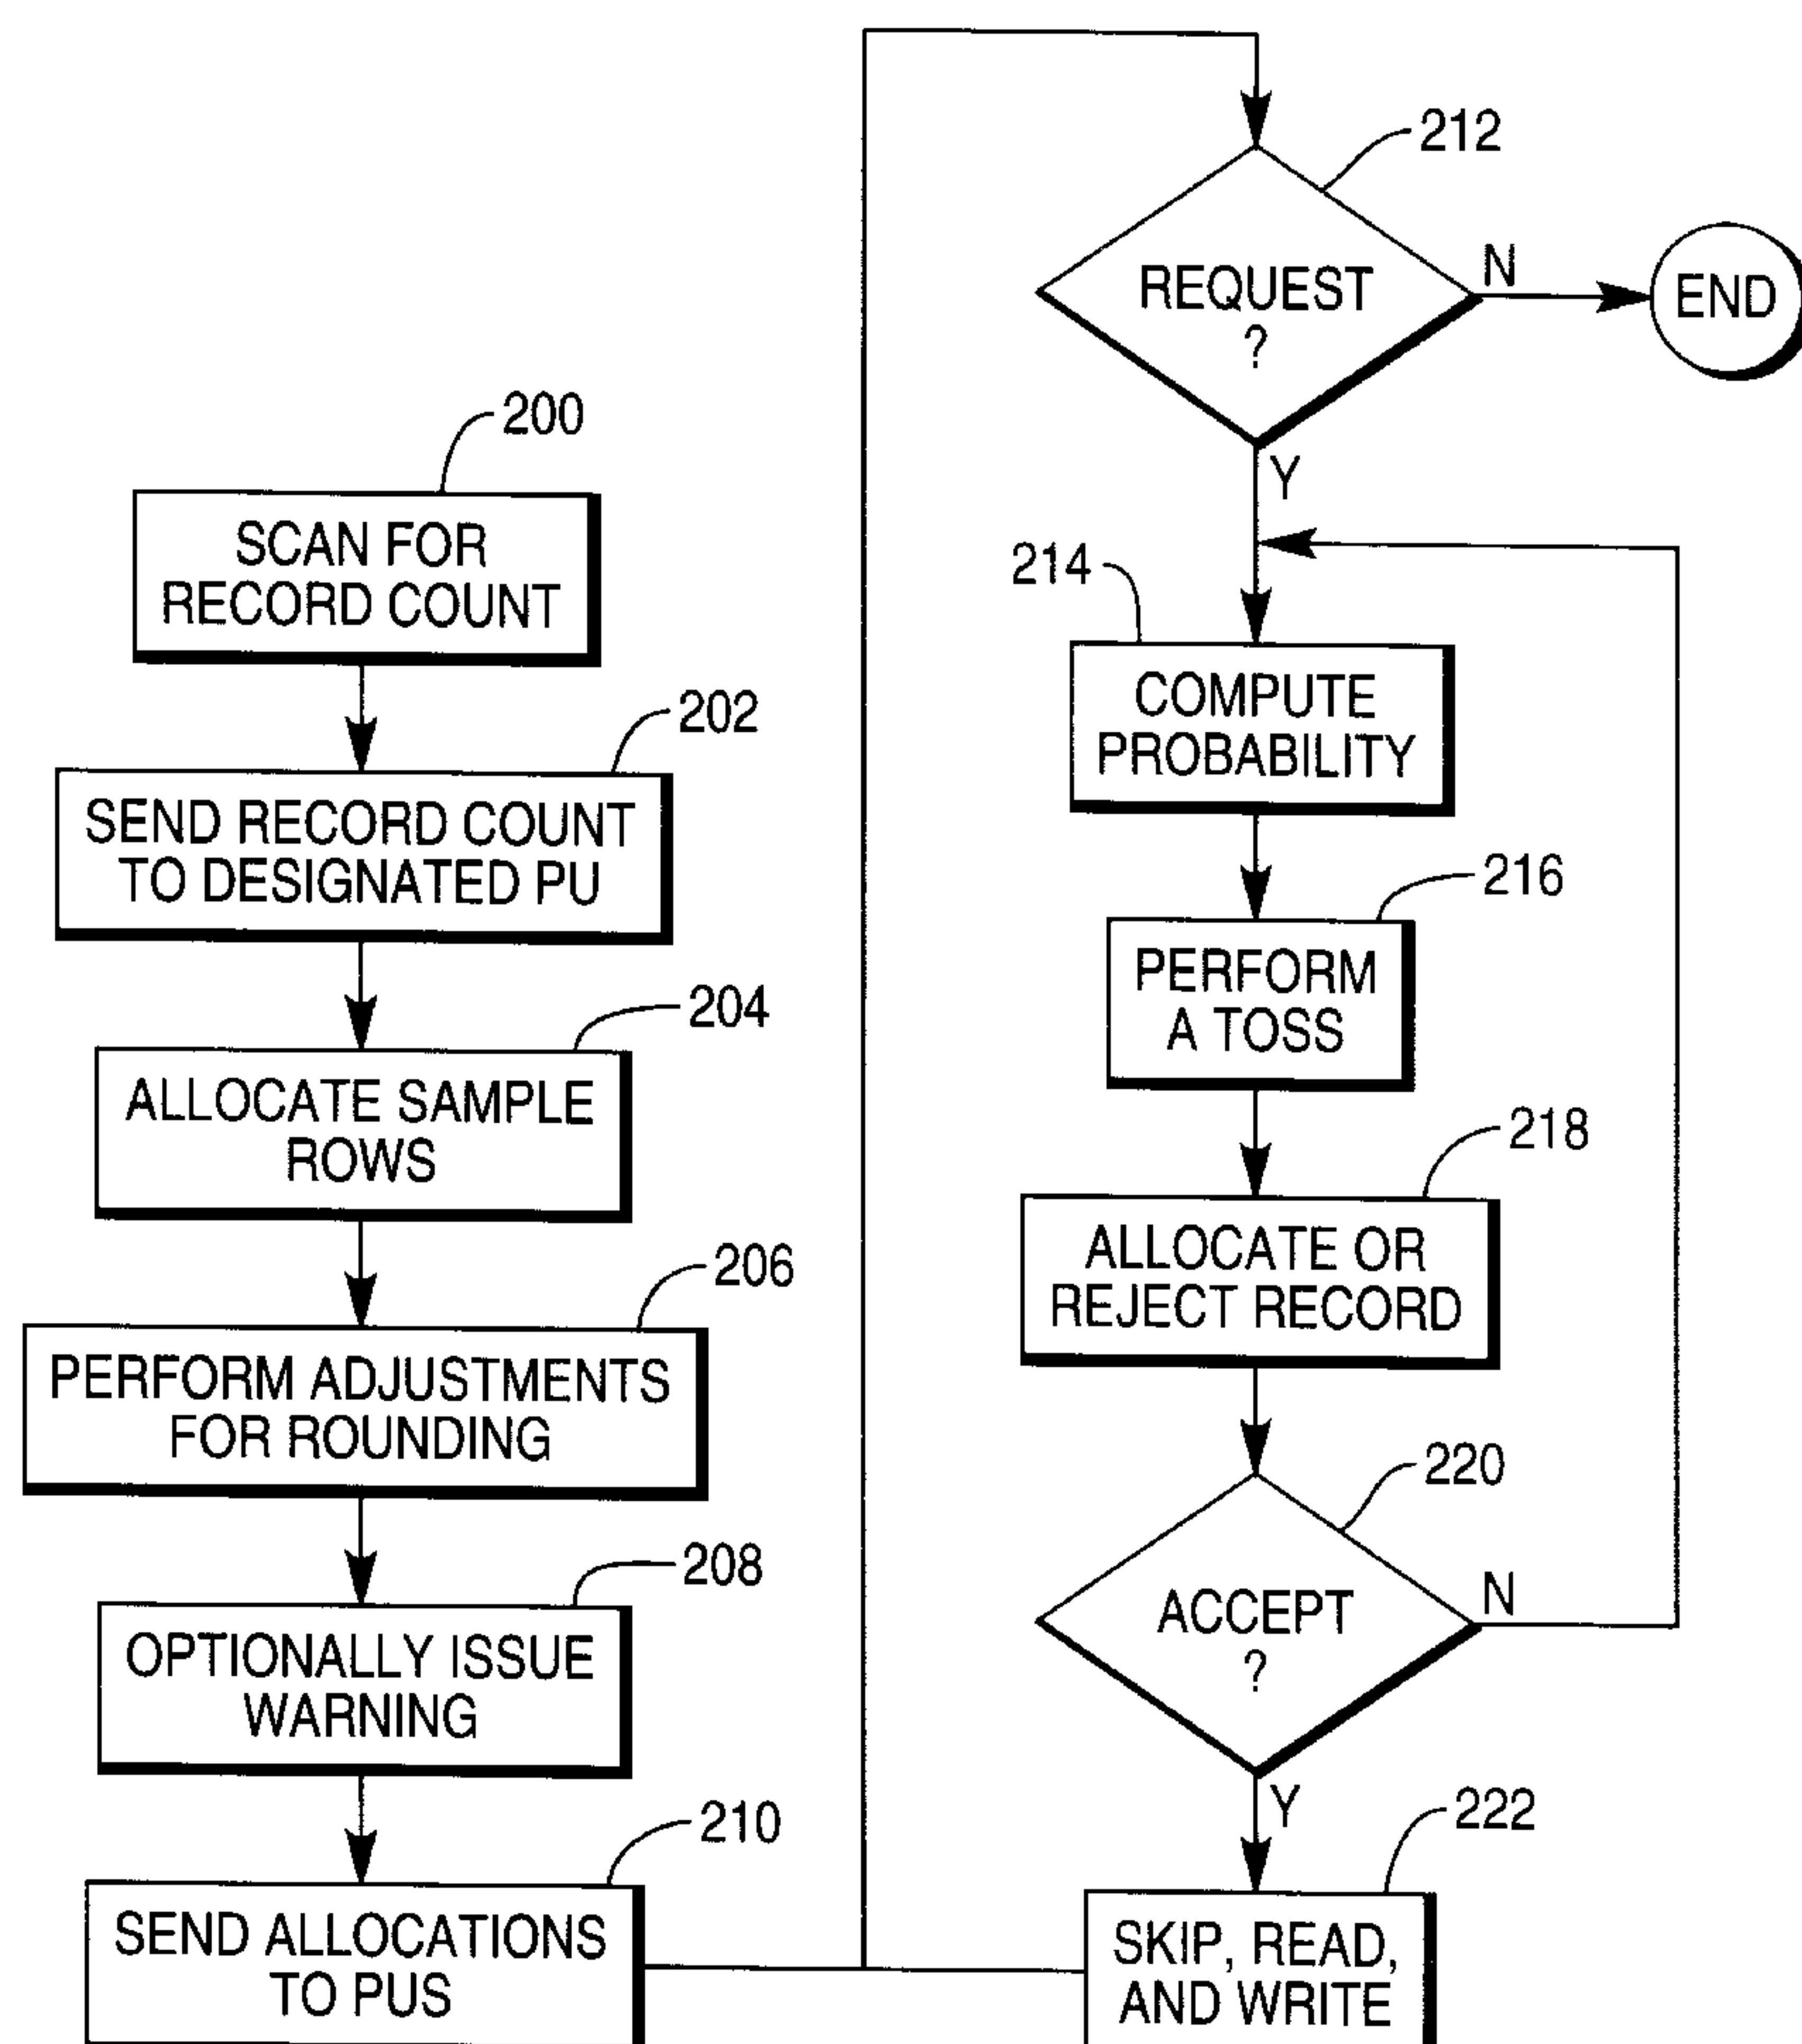 200
SCAN FOR
RECORD COUNT
202
SEND RECORD COUNT
TO DESIGNATED PU
204
ALLOCATE SAMPLE
ROWS
206
PERFORM ADJUSTMENTS
FOR ROUNDING
208
OPTIONALLY ISSUE
WARNING
210
SEND ALLOCATIONS
TO PUS
212
REQUEST
?
N
END
Y
214
COMPUTE
PROBABILITY
216
PERFORM
A TOSS
218
ALLOCATE OR
REJECT RECORD
220
ACCEPT
?
N
Y
222
SKIP, READ,
AND WRITE